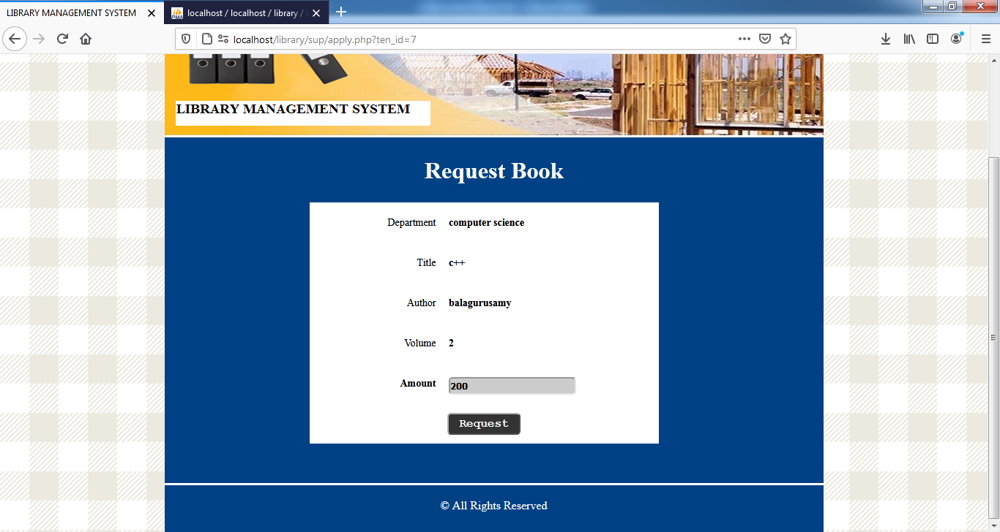 LIBRARY MANAGEMENT SYSTEM
localhost / localhost / library /
localhost/library/sup/apply.php?ten_id=7
LIBRARY MANAGEMENT SYSTEM
Request Book
Department computer science
Title c++
Author balagurusamy
Volume 2
Amount 200
Request
© All Rights Reserved